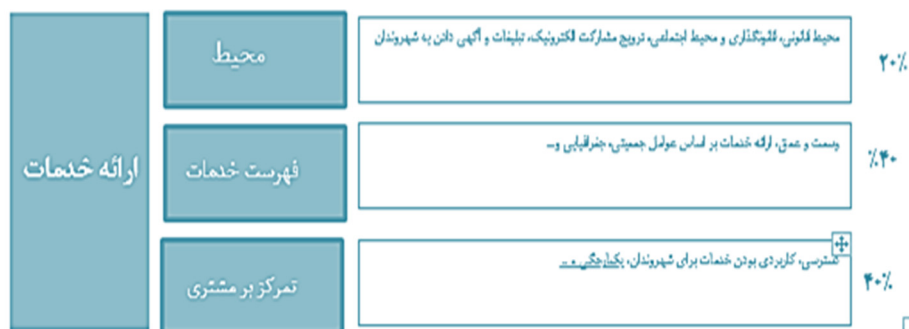 ارائه خدمات
محیط
محیط قانونی، قانونگذاری و محیط اجتماعی، ترویج مشارکت الکترونیک، تبلیغات و آگهی دادن به شهروندان
۲۰٪
فهرست خدمات
وسعت و عمق، ارائه خدمات بر اساس عوامل جمعیتی، جغرافیایی و...
٪۴۰
تمرکز بر مشتری
دسترسی، کاربردی بودن خدمات برای شهروندان، یکپارچگی و ...
۴۰٪